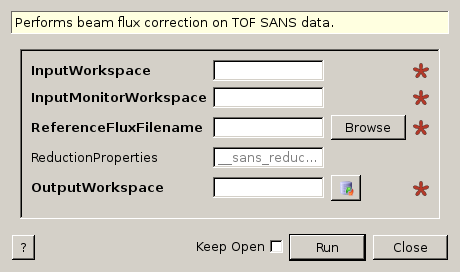 Performs beam flux correction on TOF SANS data.
InputWorkspace
InputMonitorWorkspace
ReferenceFluxFilename Browse
ReductionProperties __sans_reduc...
OutputWorkspace
? Keep Open Run Close